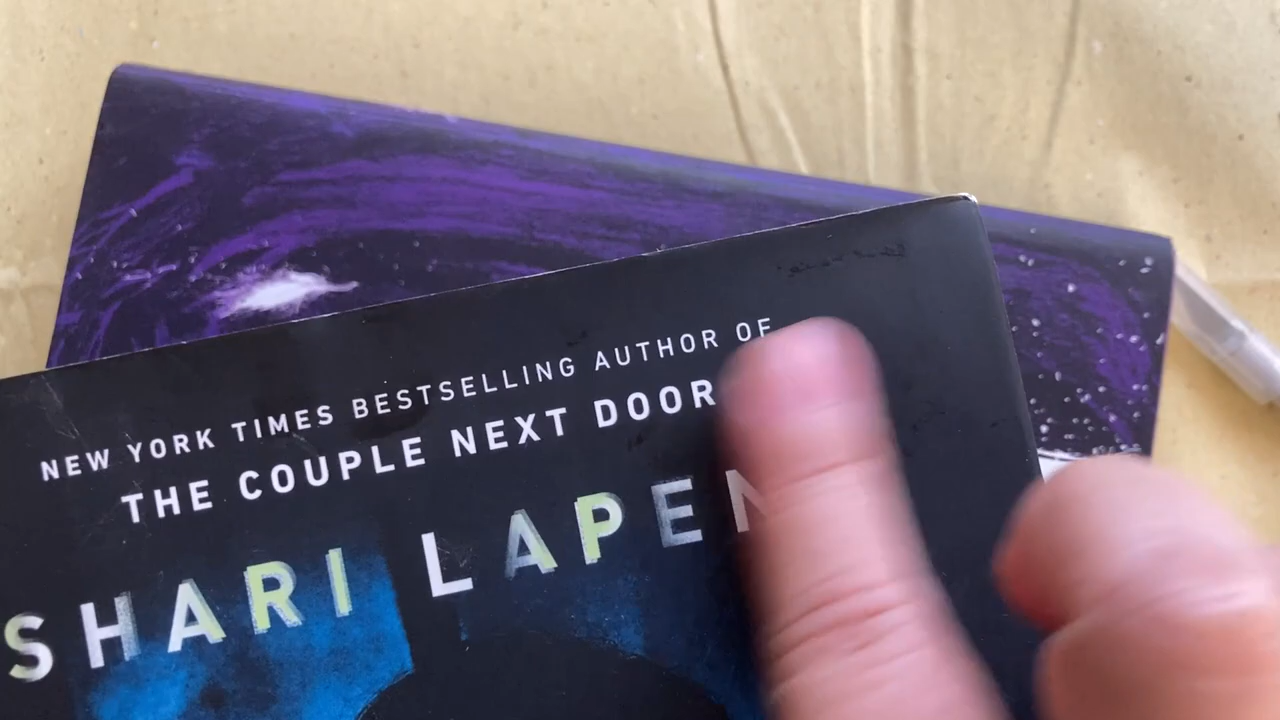 NEW YORK TIMES BESTSELLING AUTHOR OF
THE COUPLE NEXT DOOR
SHARI LAPEN